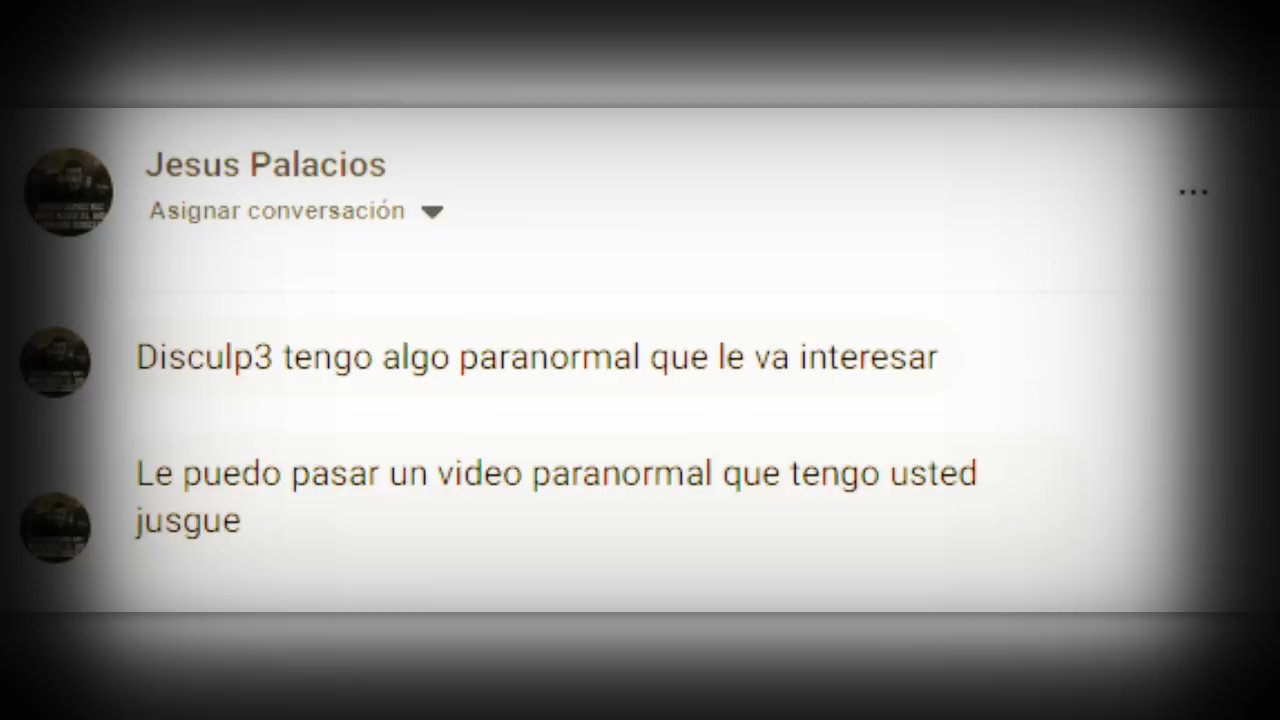 Jesus Palacios
Asignar conversación
Disculp3 tengo algo paranormal que le va interesar
Le puedo pasar un video paranormal que tengo usted
jusgue